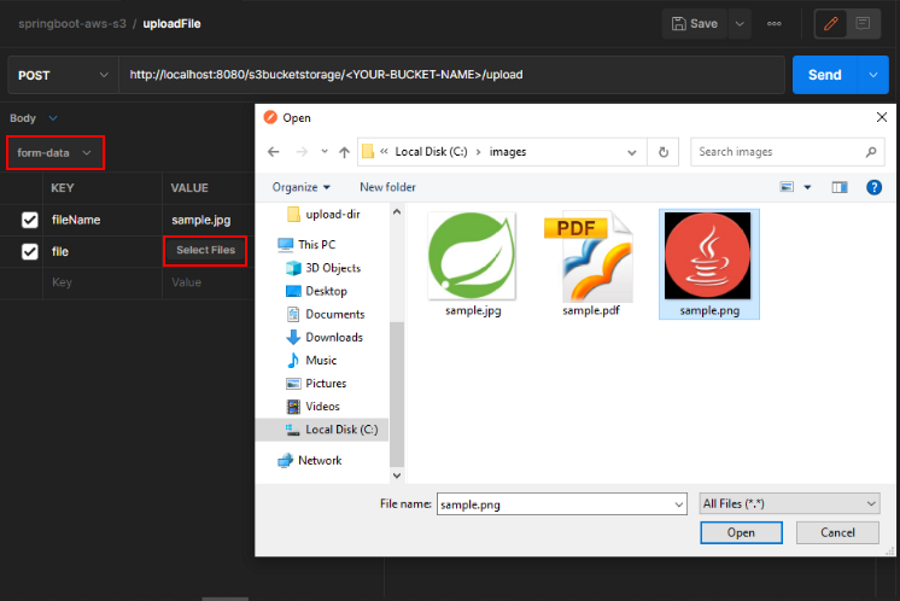 springboot-aws-s3 / uploadFile
Save
POST
http://localhost:8080/s3bucketstorage/<YOUR-BUCKET-NAME>/upload
Send
Body
form-data
KEY
VALUE
fileName
sample.jpg
file
Select Files
Key
Value
Open
« Local Disk (C:) > images
Search images
Organize
New folder
?
upload-dir
This PC
3D Objects
Desktop
Documents
Downloads
Music
Pictures
Videos
Local Disk (C:)
Network
sample.jpg
PDF
sample.pdf
sample.png
File name: sample.png
All Files (*.*)
Open
Cancel